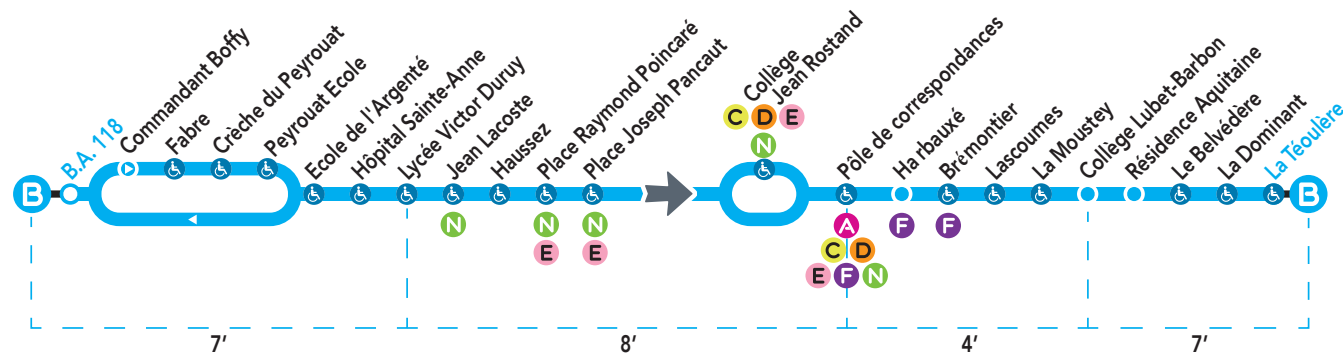 B
B.A. 118
Commandant Boffy
Fabre
Crèche du Peyrouat
Peyrouat Ecole
Ecole de l'Argenté
Hôpital Sainte-Anne
Lycée Victor Duruy
Jean Lacoste
N
Haussez
Place Raymond Poincaré
N
E
Place Joseph Pancaut
N
E
Collège
Jean Rostand
C D E
N
Pôle de correspondances
A
C D
E F N
Harbauxé
F
Brémontier
F
Lascoumes
La Moustey
Collège Lubet-Barbon
Résidence Aquitaine
Le Belvédère
La Dominant
La Téoulère
B
7’
8’
4’
7’